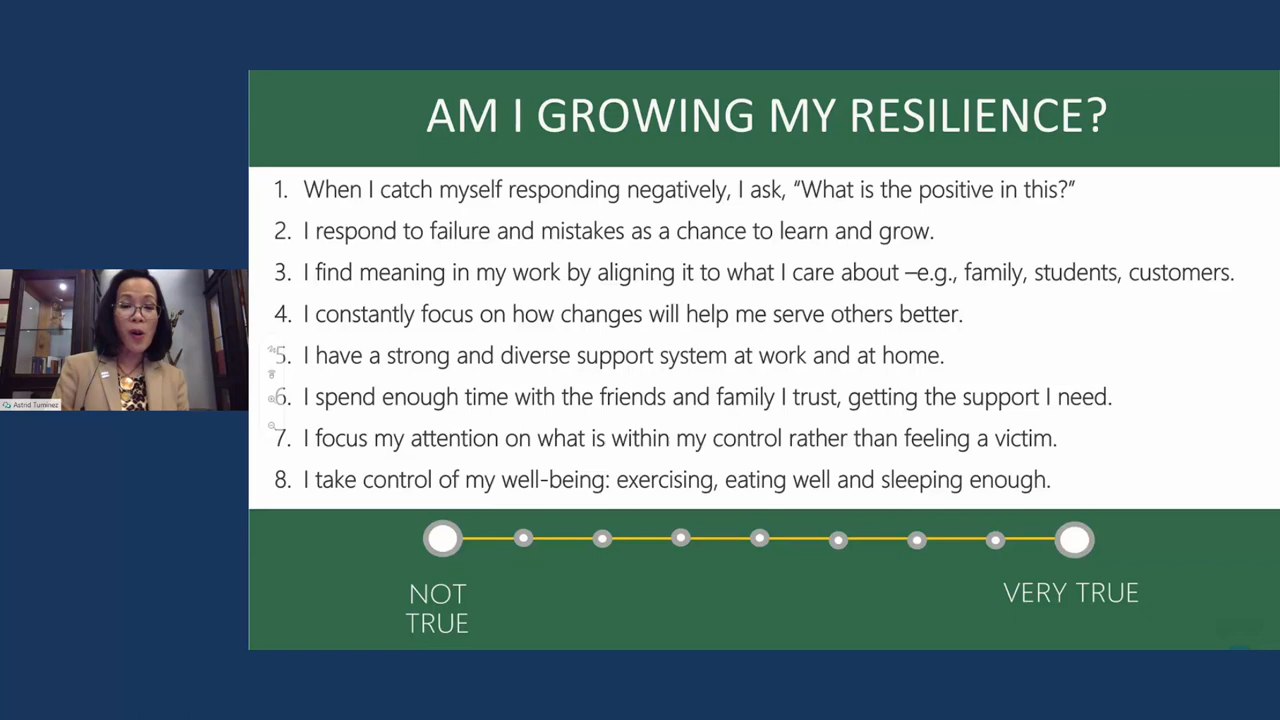 AM I GROWING MY RESILIENCE?
1. When I catch myself responding negatively, I ask, “What is the positive in this?”
2. I respond to failure and mistakes as a chance to learn and grow.
3. I find meaning in my work by aligning it to what I care about –e.g., family, students, customers.
4. I constantly focus on how changes will help me serve others better.
5. I have a strong and diverse support system at work and at home.
6. I spend enough time with the friends and family I trust, getting the support I need.
7. I focus my attention on what is within my control rather than feeling a victim.
8. I take control of my well-being: exercising, eating well and sleeping enough.
Astrid Tuminez
NOT
TRUE
VERY TRUE